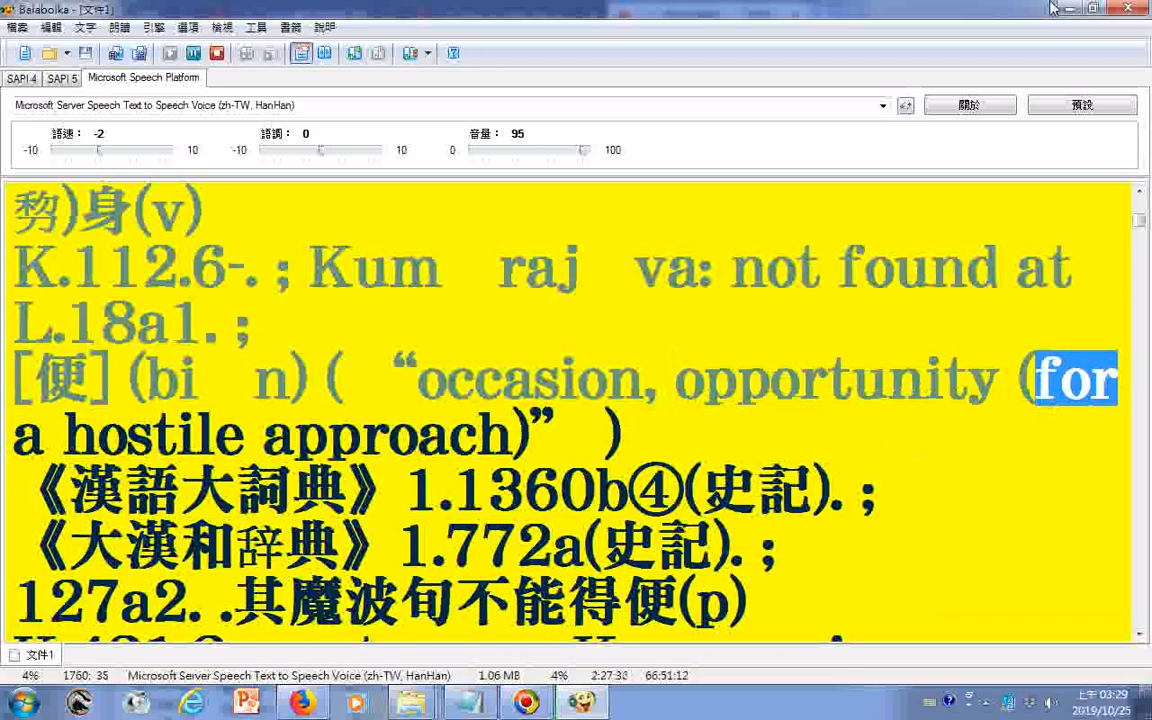 Balabolka - [文件1]
檔案 編輯 文字 朗讀 引擎 選項 檢視 工具 書籤 說明
SAPI 4 SAPI 5 Microsoft Speech Platform
Microsoft Server Speech Text to Speech Voice (zh-TW, HanHan) 關於 預設
語速： -2 語調： 0 音量： 95
-10 10 -10 10 0 100
身(v)
K.112.6-. ; Kum raj va: not found at
L.18a1. ;
[便] (bi n) ( “occasion, opportunity (for
a hostile approach)” )
《漢語大詞典》 1.1360b④(史記). ;
《大漢和辞典》 1.772a(史記). ;
127a2. .其魔波旬不能得便(p)
文件1
4% 1760; 35 Microsoft Server Speech Text to Speech Voice (zh-TW, HanHan) 1.06 MB 4% 2:27:33 66:51:12
上午 03:29
2019/10/25